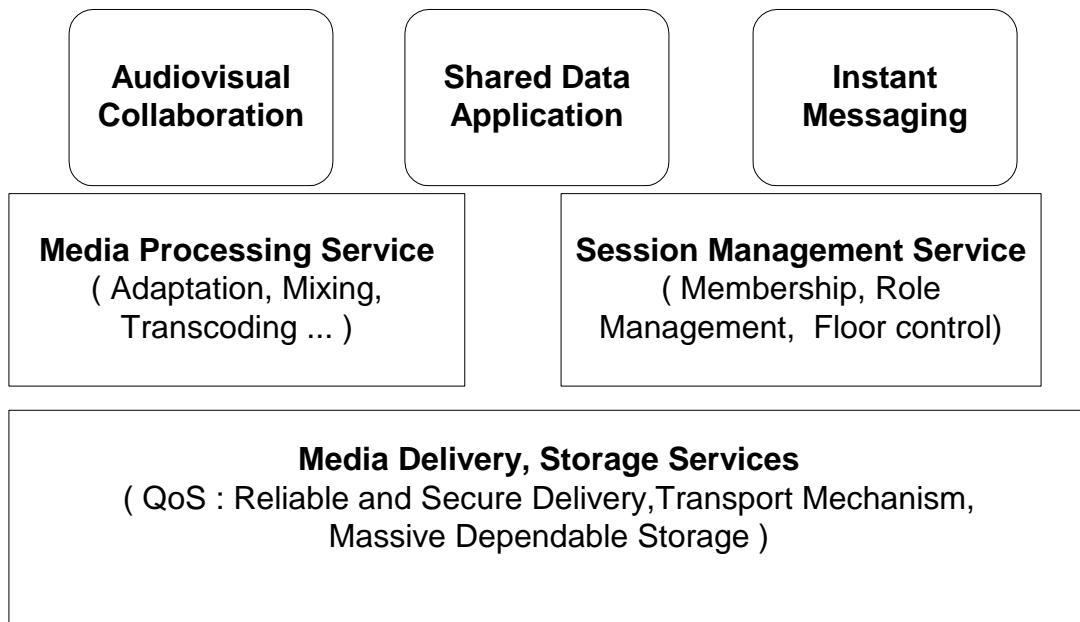 Audiovisual
Collaboration
Shared Data
Application
Instant
Messaging
Media Processing Service
( Adaptation, Mixing,
Transcoding ... )
Session Management Service
( Membership, Role
Management,  Floor control)
Media Delivery, Storage Services
( QoS : Reliable and Secure Delivery,Transport Mechanism,
Massive Dependable Storage )